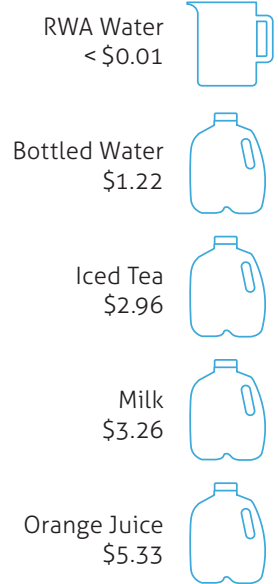 RWA Water
< $0.01
Bottled Water
$1.22
Iced Tea
$2.96
Milk
$3.26
Orange Juice
$5.33